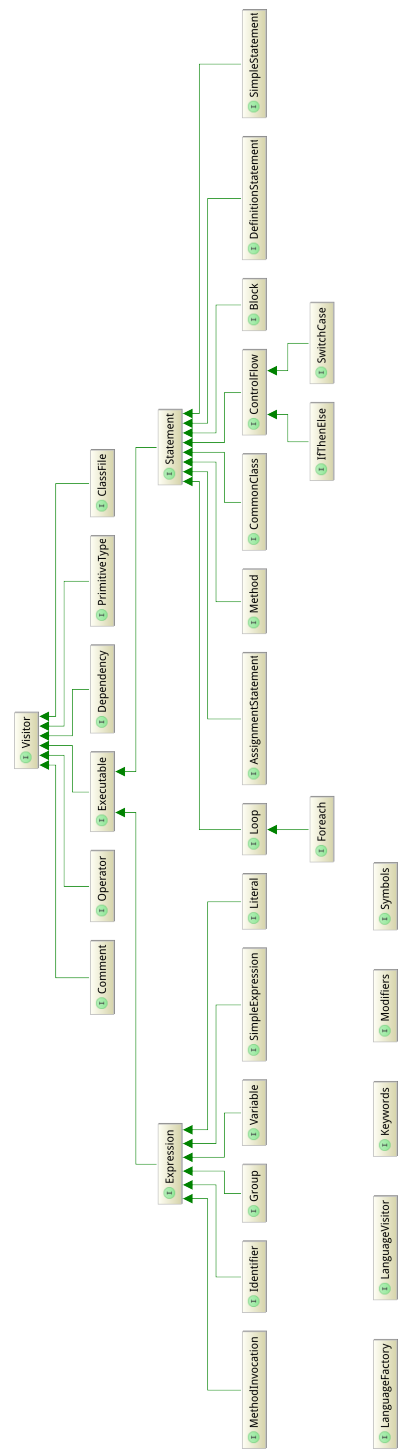 Visitor
Comment
Operator
Executable
Dependency
PrimitiveType
ClassFile
Expression
Statement
MethodInvocation
Identifier
Group
Variable
SimpleExpression
Literal
Loop
AssignmentStatement
Method
CommonClass
ControlFlow
Block
DefinitionStatement
SimpleStatement
Foreach
IfThenElse
SwitchCase
LanguageFactory
LanguageVisitor
Keywords
Modifiers
Symbols